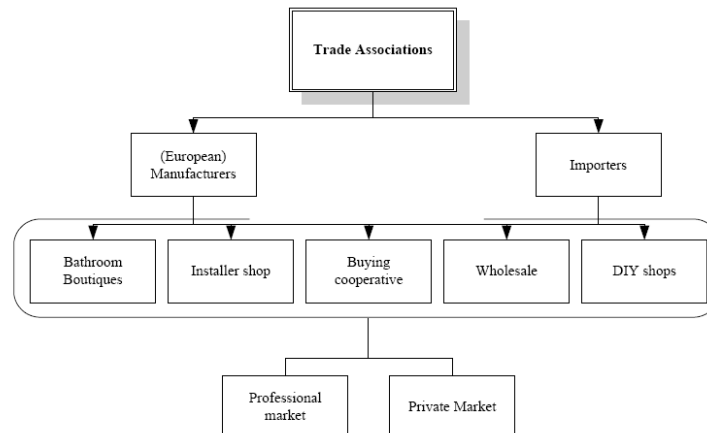 Trade Associations
(European)
Manufacturers
Importers
Bathroom
Boutiques
Installer shop
Buying
cooperative
Wholesale
DIY shops
Professional
market
Private Market